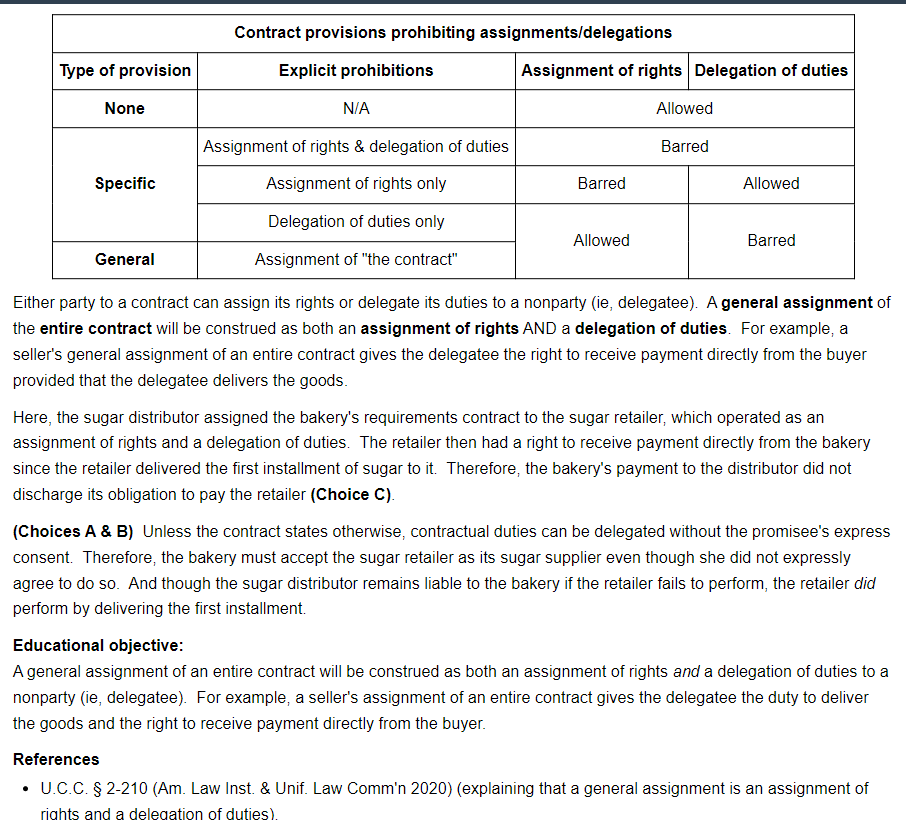 Contract provisions prohibiting assignments/delegations
Type of provision Explicit prohibitions Assignment of rights Delegation of duties
None N/A Allowed
Assignment of rights & delegation of duties Barred
Specific Assignment of rights only Barred Allowed
Delegation of duties only
Allowed Barred
General Assignment of "the contract"
Either party to a contract can assign its rights or delegate its duties to a nonparty (ie, delegatee). A general assignment of
the entire contract will be construed as both an assignment of rights AND a delegation of duties. For example, a
seller's general assignment of an entire contract gives the delegatee the right to receive payment directly from the buyer
provided that the delegatee delivers the goods.
Here, the sugar distributor assigned the bakery's requirements contract to the sugar retailer, which operated as an
assignment of rights and a delegation of duties. The retailer then had a right to receive payment directly from the bakery
since the retailer delivered the first installment of sugar to it. Therefore, the bakery's payment to the distributor did not
discharge its obligation to pay the retailer (Choice C).
(Choices A & B) Unless the contract states otherwise, contractual duties can be delegated without the promisee's express
consent. Therefore, the bakery must accept the sugar retailer as its sugar supplier even though she did not expressly
agree to do so. And though the sugar distributor remains liable to the bakery if the retailer fails to perform, the retailer did
perform by delivering the first installment.
Educational objective:
A general assignment of an entire contract will be construed as both an assignment of rights and a delegation of duties to a
nonparty (ie, delegatee). For example, a seller's assignment of an entire contract gives the delegatee the duty to deliver
the goods and the right to receive payment directly from the buyer.
References
• U.C.C. § 2-210 (Am. Law Inst. & Unif. Law Comm'n 2020) (explaining that a general assignment is an assignment of
rights and a delegation of duties).